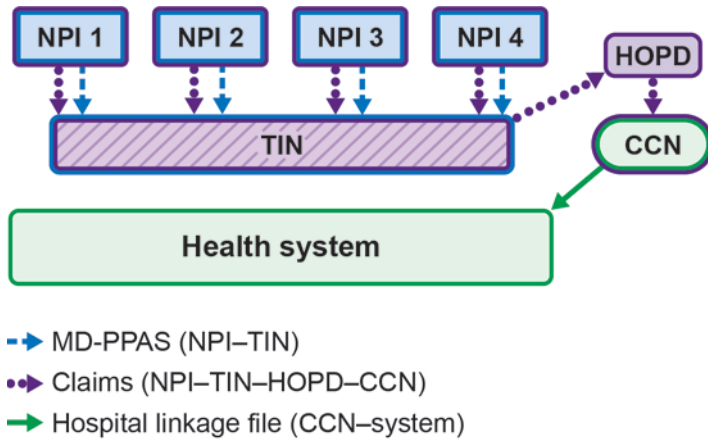 NPI 1
NPI 2
NPI 3
NPI 4
HOPD
TIN
CCN
Health system
MD-PPAS (NPI–TIN)
Claims (NPI–TIN–HOPD–CCN)
Hospital linkage file (CCN–system)